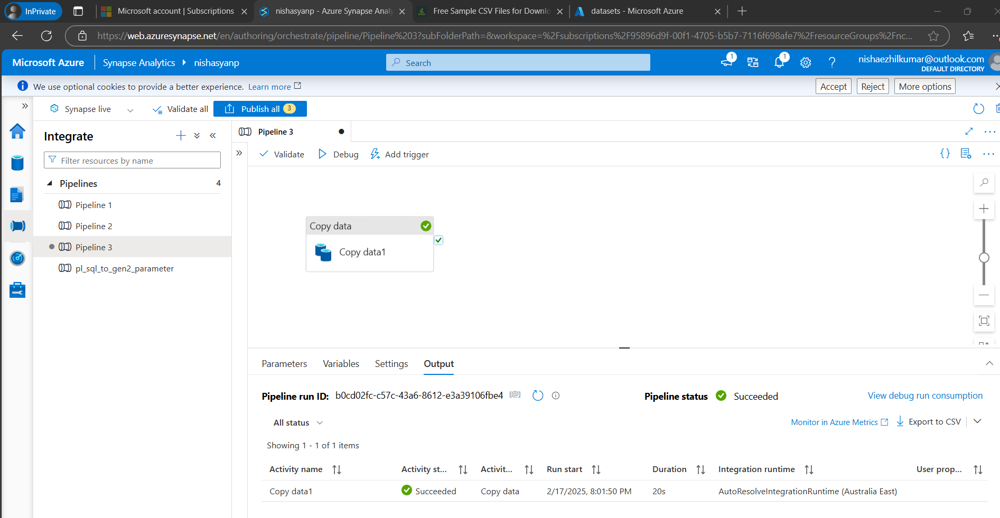 InPrivate
Microsoft account | Subscriptions
nishasyanp - Azure Synapse Analy
Free Sample CSV Files for Downlo
datasets - Microsoft Azure
https://web.azuresynapse.net/en/authoring/orchestrate/pipeline/Pipeline%203?subFolderPath=&workspace=%2Fsubscriptions%2F95896d9f-00f1-4705-b5b7-7116f698afe7%2FresourceGroups%2Fnc...
Microsoft Azure
Synapse Analytics
nishasyanp
Search
1
1
nishaezhilkumar@outlook.com
DEFAULT DIRECTORY
We use optional cookies to provide a better experience. Learn more
Accept
Reject
More options
Synapse live
Validate all
Publish all 3
Integrate
Filter resources by name
Pipelines 4
Pipeline 1
Pipeline 2
Pipeline 3
pl_sql_to_gen2_parameter
Pipeline 3
Validate
Debug
Add trigger
Copy data
Copy data1
Parameters
Variables
Settings
Output
Pipeline run ID: b0cd02fc-c57c-43a6-8612-e3a39106fbe4 [@]
Pipeline status Succeeded
View debug run consumption
All status
Monitor in Azure Metrics
Export to CSV
Showing 1 - 1 of 1 items
Activity name Activity st... Activit... Run start Duration Integration runtime User prop...
Copy data1 Succeeded Copy data 2/17/2025, 8:01:50 PM 20s AutoResolveIntegrationRuntime (Australia East)